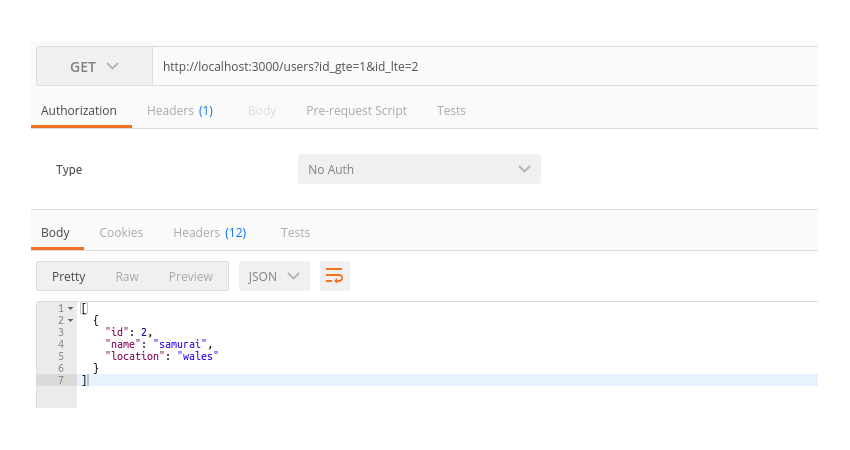 GET http://localhost:3000/users?id_gte=1&id_lte=2
Authorization Headers (1) Body Pre-request Script Tests
Type No Auth
Body Cookies Headers (12) Tests
Pretty Raw Preview JSON
1 [
2 {
3 "id": 2,
4 "name": "samurai",
5 "location": "wales"
6 }
7 ]